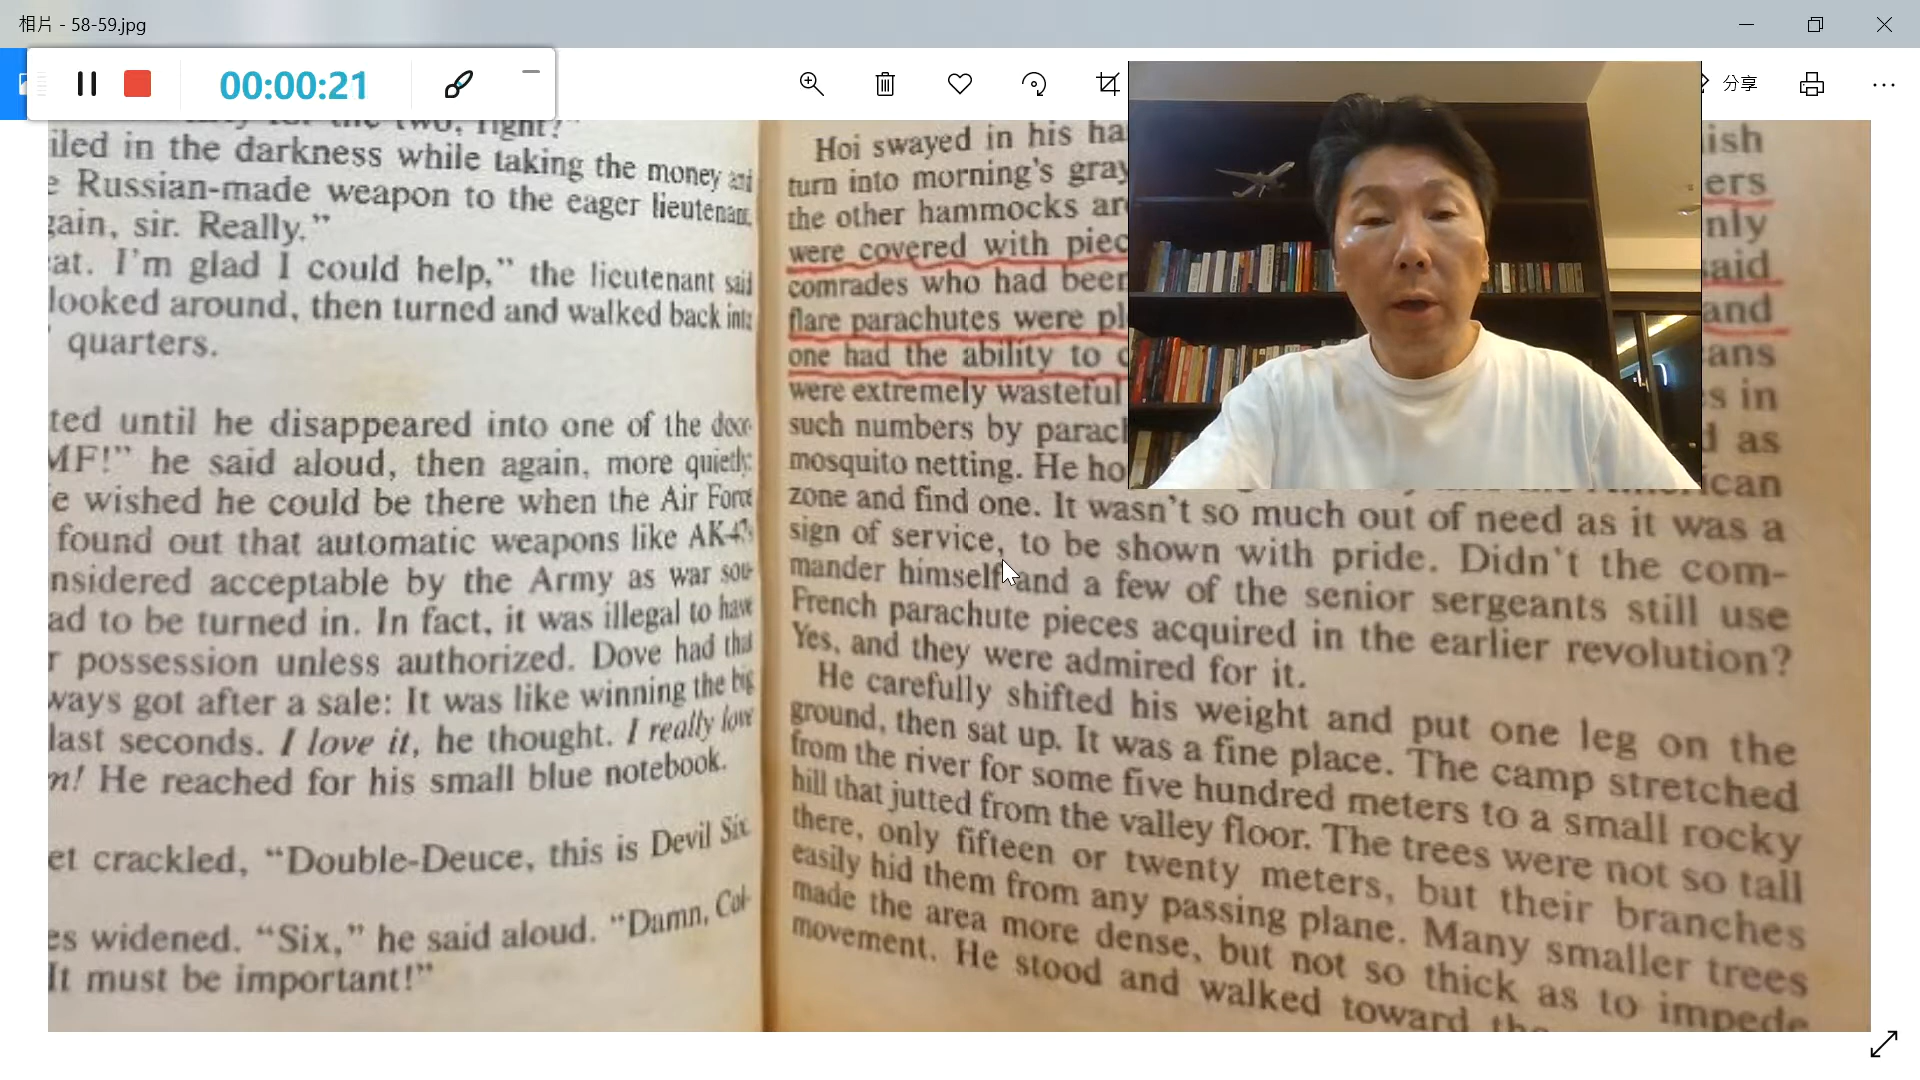 相片 - 58-59.jpg
00:00:21
分享
the two, right?”
iled in the darkness while taking the money and
e Russian-made weapon to the eager lieutenant.
gain, sir. Really.”
at. I’m glad I could help,” the lieutenant said
looked around, then turned and walked back into
quarters.
ted until he disappeared into one of the door-
MF!” he said aloud, then again, more quietly:
e wished he could be there when the Air Force
found out that automatic weapons like AK-47s
nsidered acceptable by the Army as war sou-
ad to be turned in. In fact, it was illegal to have
r possession unless authorized. Dove had that
ways got after a sale: It was like winning the big
last seconds. I love it, he thought. I really love
m! He reached for his small blue notebook.
et crackled, “Double-Deuce, this is Devil Six.
es widened. “Six,” he said aloud. “Damn, Col-
It must be important!”
Hoi swayed in his ha
ish
turn into morning’s gray
ers
the other hammocks are
nly
were covered with piec
said
comrades who had been
and
flare parachutes were pl
cans
one had the ability to c
s in
were extremely wasteful
d as
such numbers by parach
ican
mosquito netting. He ho
zone and find one. It wasn’t so much out of need as it was a
sign of service, to be shown with pride. Didn’t the com-
mander himself and a few of the senior sergeants still use
French parachute pieces acquired in the earlier revolution?
Yes, and they were admired for it.
He carefully shifted his weight and put one leg on the
ground, then sat up. It was a fine place. The camp stretched
from the river for some five hundred meters to a small rocky
hill that jutted from the valley floor. The trees were not so tall
there, only fifteen or twenty meters, but their branches
easily hid them from any passing plane. Many smaller trees
made the area more dense, but not so thick as to impede
movement. He stood and walked toward the